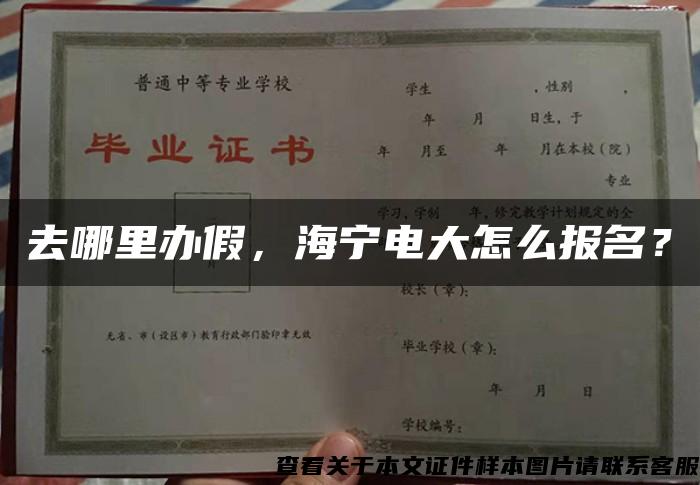 普通中等专业学校
毕业证书
无省、市(设区市)教育行政部门验印章无效
学生 ，性别 ，
年 月 日生，于
年 月至 年 月在本校(院)
专业
学习，学制 年，修完教学计划规定的全
去哪里办假，海宁电大怎么报名？
校长(章):
毕业学校(章):
年 月 日
学校编号:
查看关于本文证件样本图片请联系客服